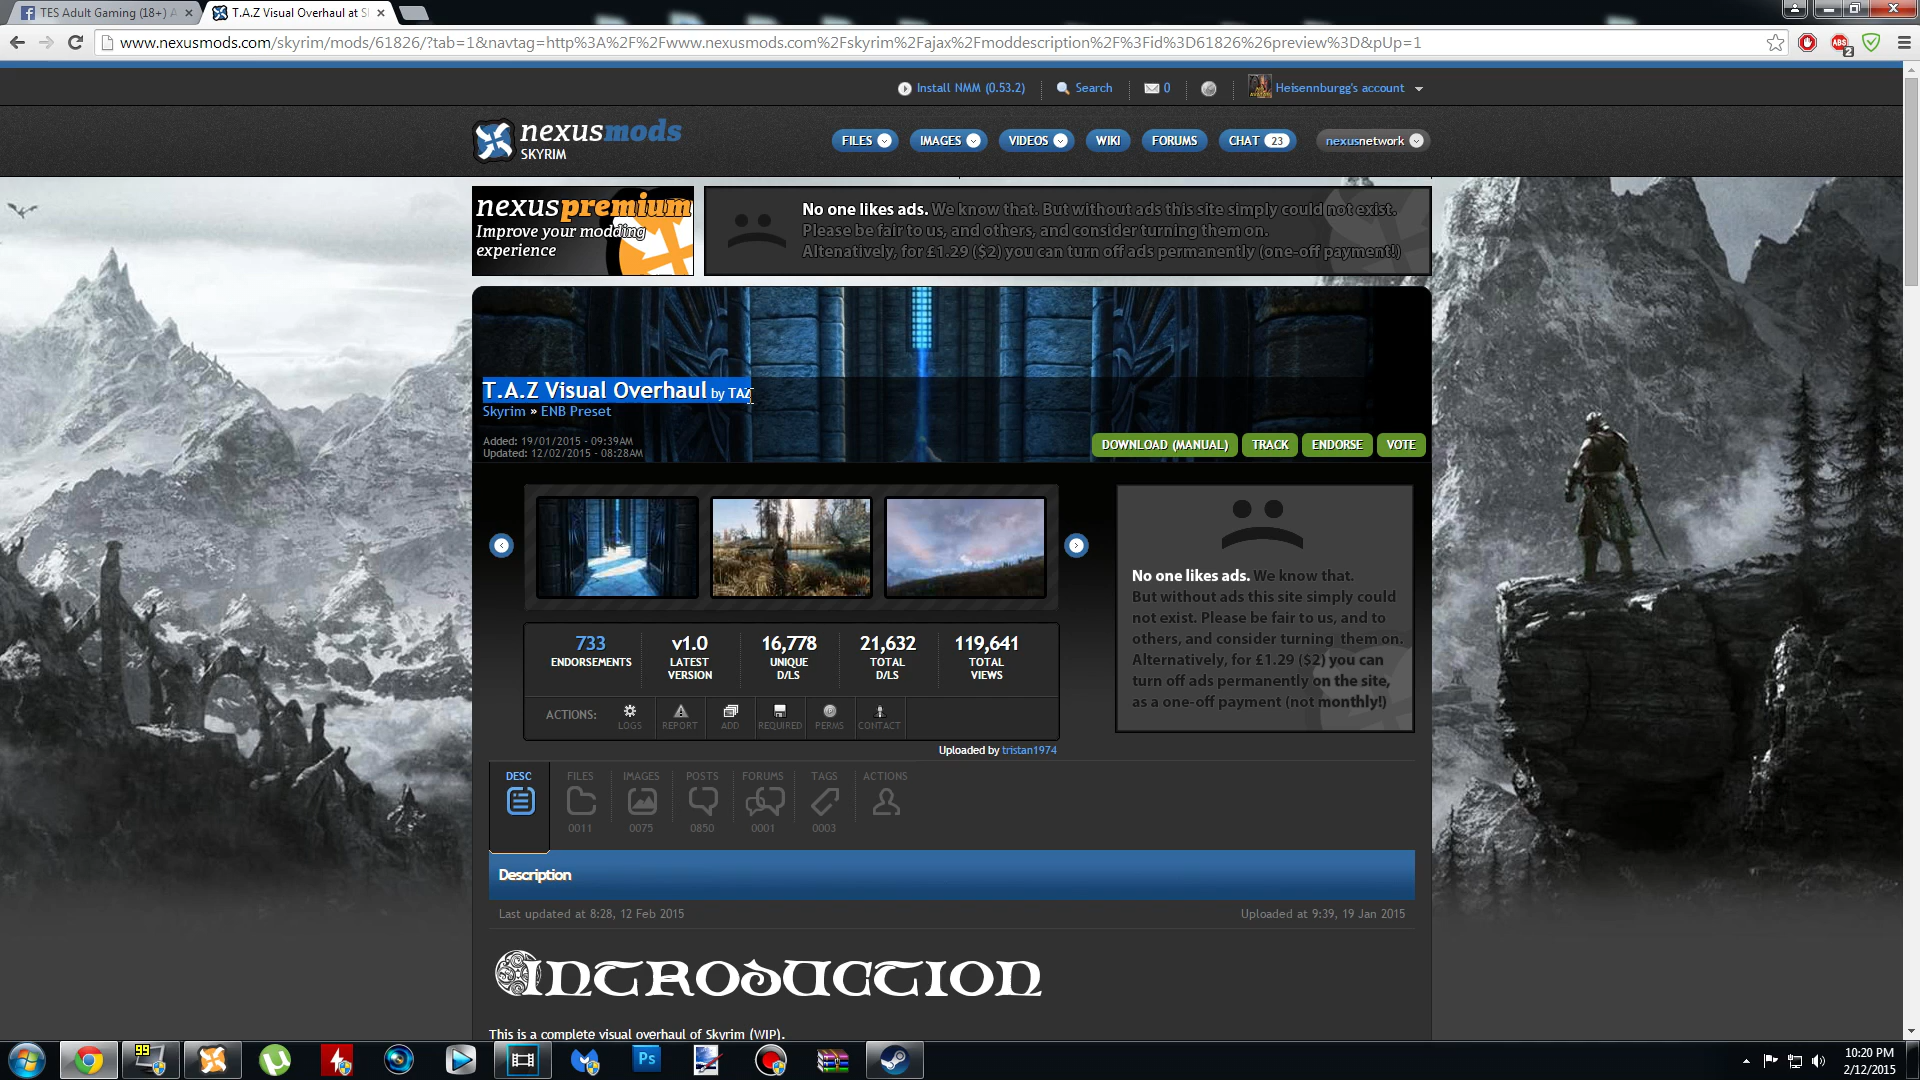 TES Adult Gaming (18+) A
T.A.Z Visual Overhaul at S
www.nexusmods.com/skyrim/mods/61826/?tab=1&navtag=http%3A%2F%2Fwww.nexusmods.com%2Fskyrim%2Fajax%2Fmoddescription%2F%3Fid%3D61826%26preview%3D&pUp=1
ABS
2
Install NMM (0.53.2)
Search
0
Heisennburgg's account
nexusmods
SKYRIM
FILES
IMAGES
VIDEOS
WIKI
FORUMS
CHAT 23
nexusnetwork
nexuspremium
Improve your modding
experience
No one likes ads. We know that. But without ads this site simply could not exist.
Please be fair to us, and others, and consider turning them on.
Altenatively, for £1.29 ($2) you can turn off ads permanently (one-off payment!)
T.A.Z Visual Overhaul by TAZ
Skyrim » ENB Preset
Added: 19/01/2015 - 09:39AM
Updated: 12/02/2015 - 08:28AM
DOWNLOAD (MANUAL)
TRACK
ENDORSE
VOTE
No one likes ads. We know that.
But without ads this site simply could
not exist. Please be fair to us, and to
others, and consider turning them on.
Alternatively, for £1.29 ($2) you can
turn off ads permanently on the site,
as a one-off payment (not monthly!)
733
ENDORSEMENTS
v1.0
LATEST
VERSION
16,778
UNIQUE
D/LS
21,632
TOTAL
D/LS
119,641
TOTAL
VIEWS
ACTIONS:
LOGS
REPORT
ADD
REQUIRED
PERMS
CONTACT
Uploaded by tristan1974
DESC
FILES
0011
IMAGES
0075
POSTS
0850
FORUMS
0001
TAGS
0003
ACTIONS
Description
Last updated at 8:28, 12 Feb 2015
Uploaded at 9:39, 19 Jan 2015
INTRODUCTION
This is a complete visual overhaul of Skyrim (WIP).
99
Ps
10:20 PM
2/12/2015